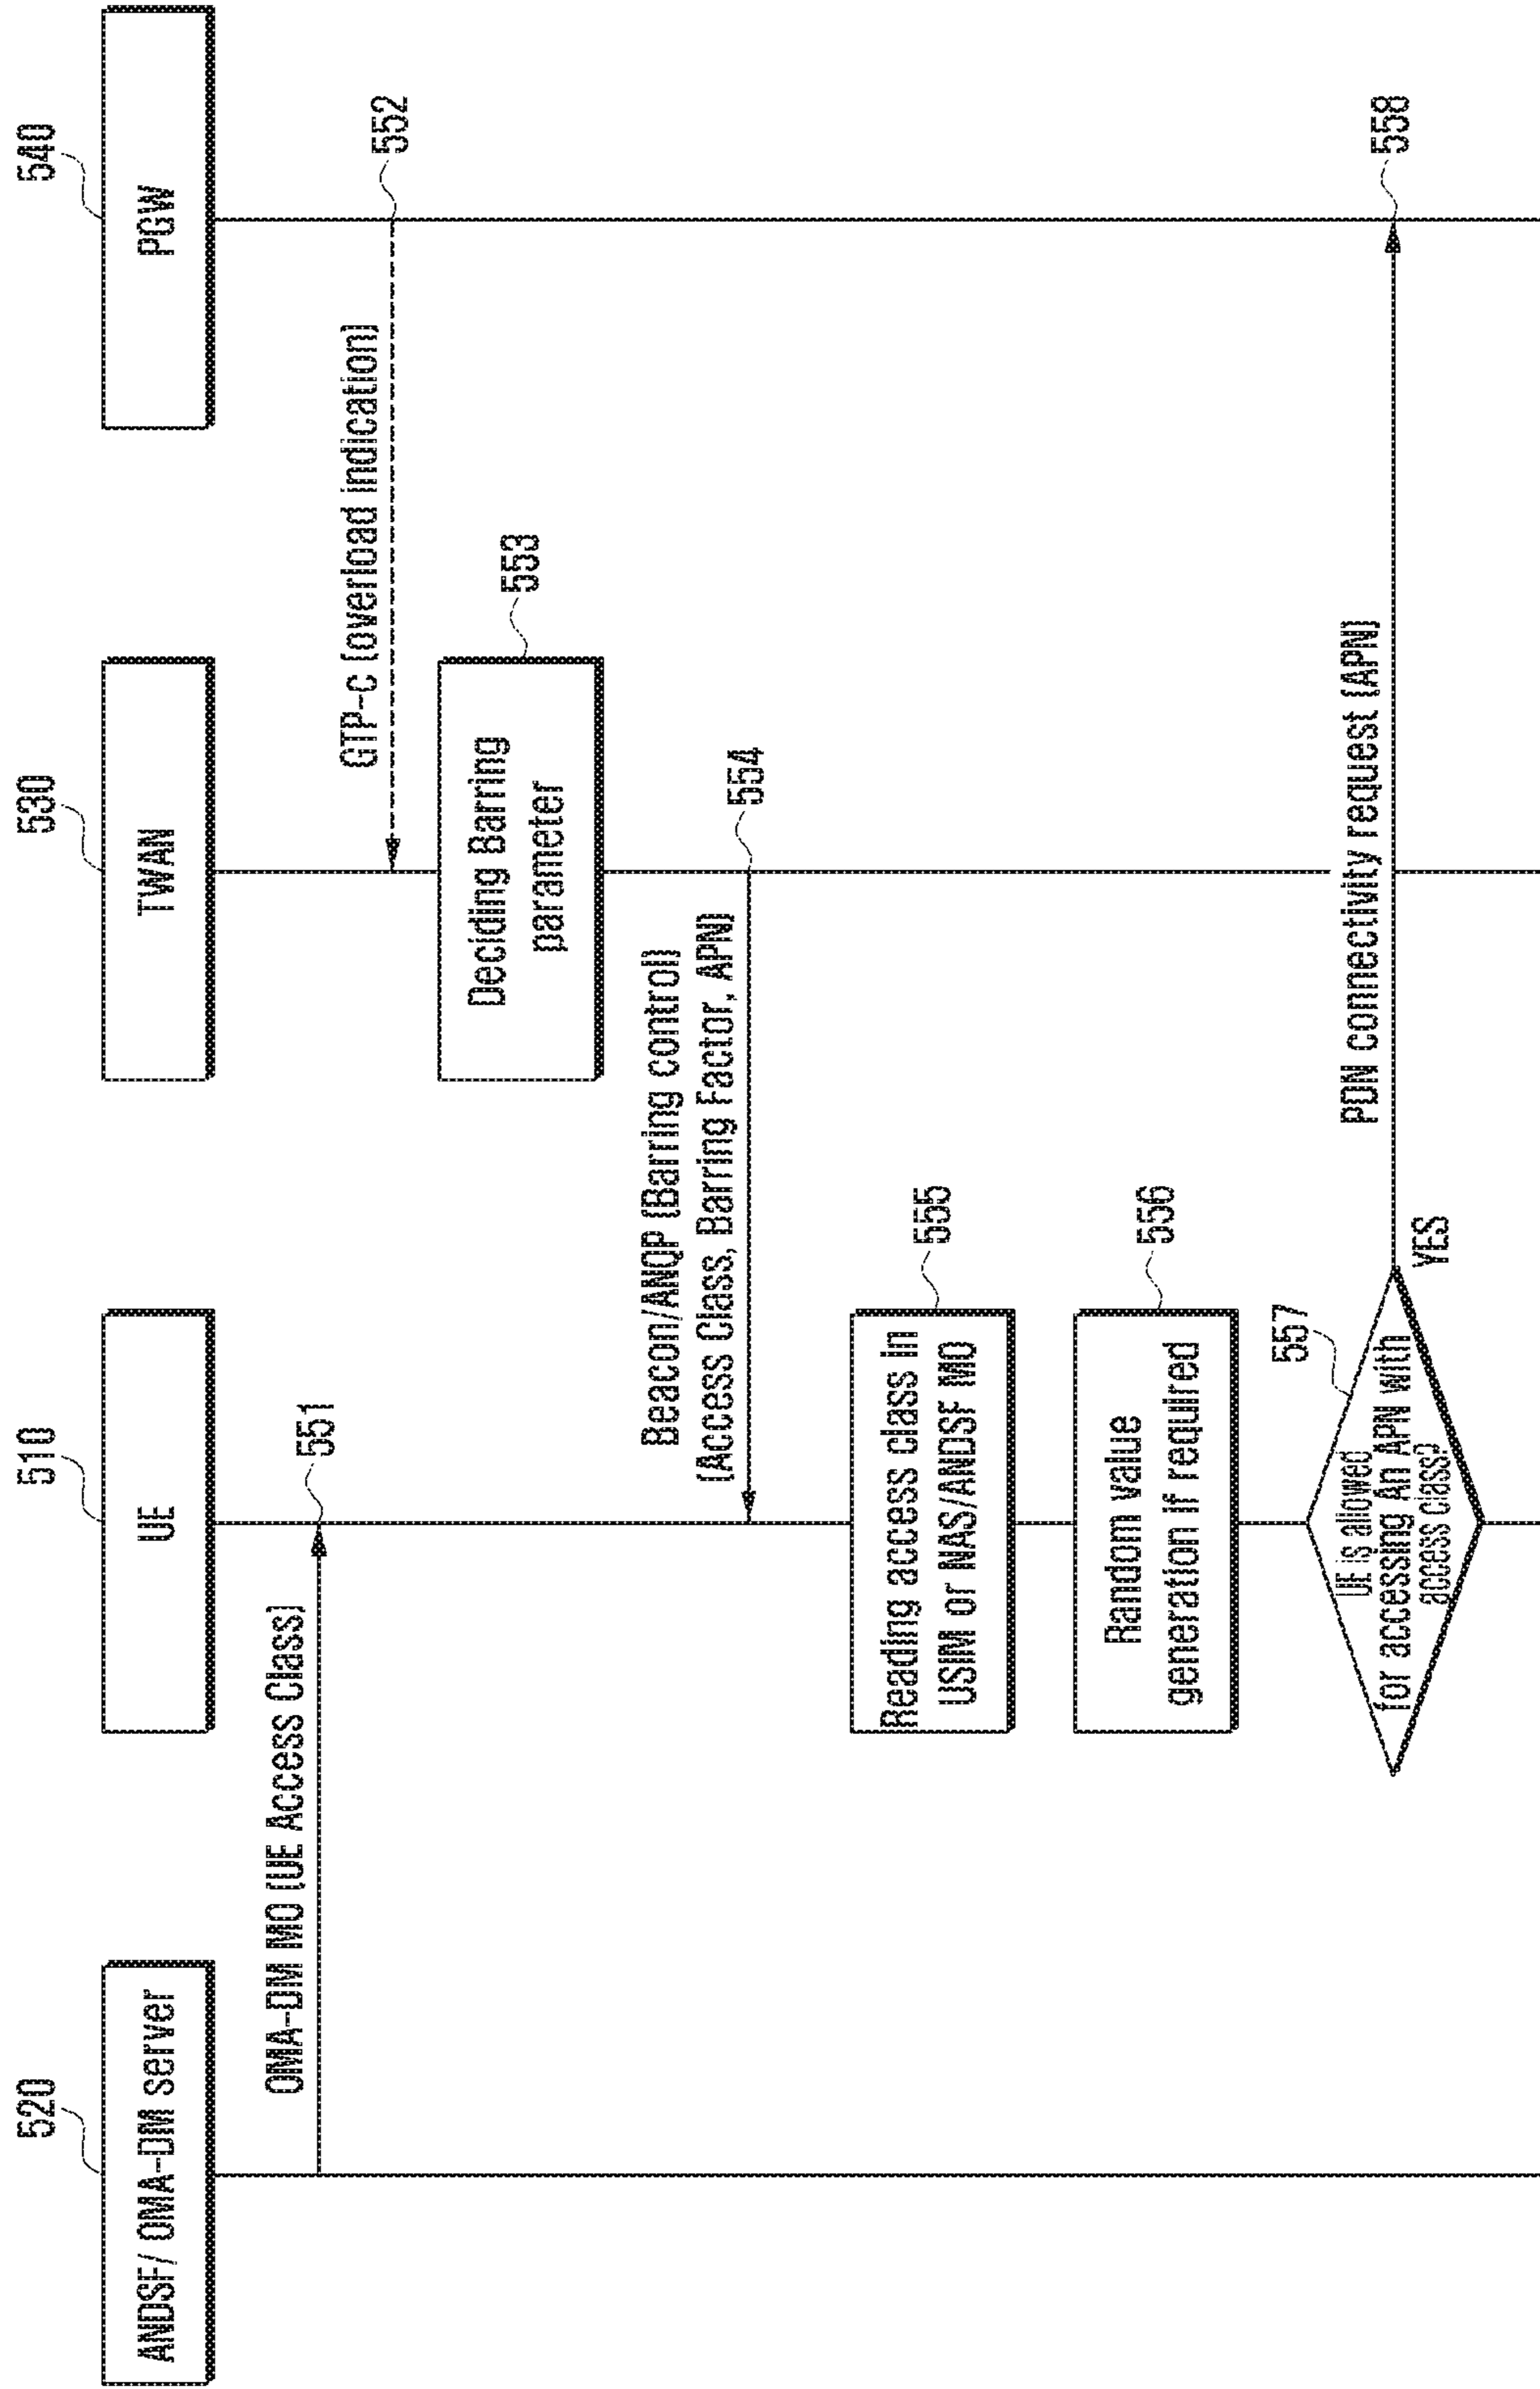 520
510
530
540
ANDSF/ OMA-DM server
UE
TWAN
PGW
OMA-DM MO (UE Access Class)
551
GTP-c (overload indication)
552
Deciding Barring
parameter
553
Beacon/ANQP (Barring control)
(Access Class, Barring Factor, APN)
554
Reading access class in
USIM or NAS/ANDSF MO
555
Random value
generation if required
556
557
UE is allowed
for accessing An APN with
access class?
YES
PDN connectivity request (APN)
558